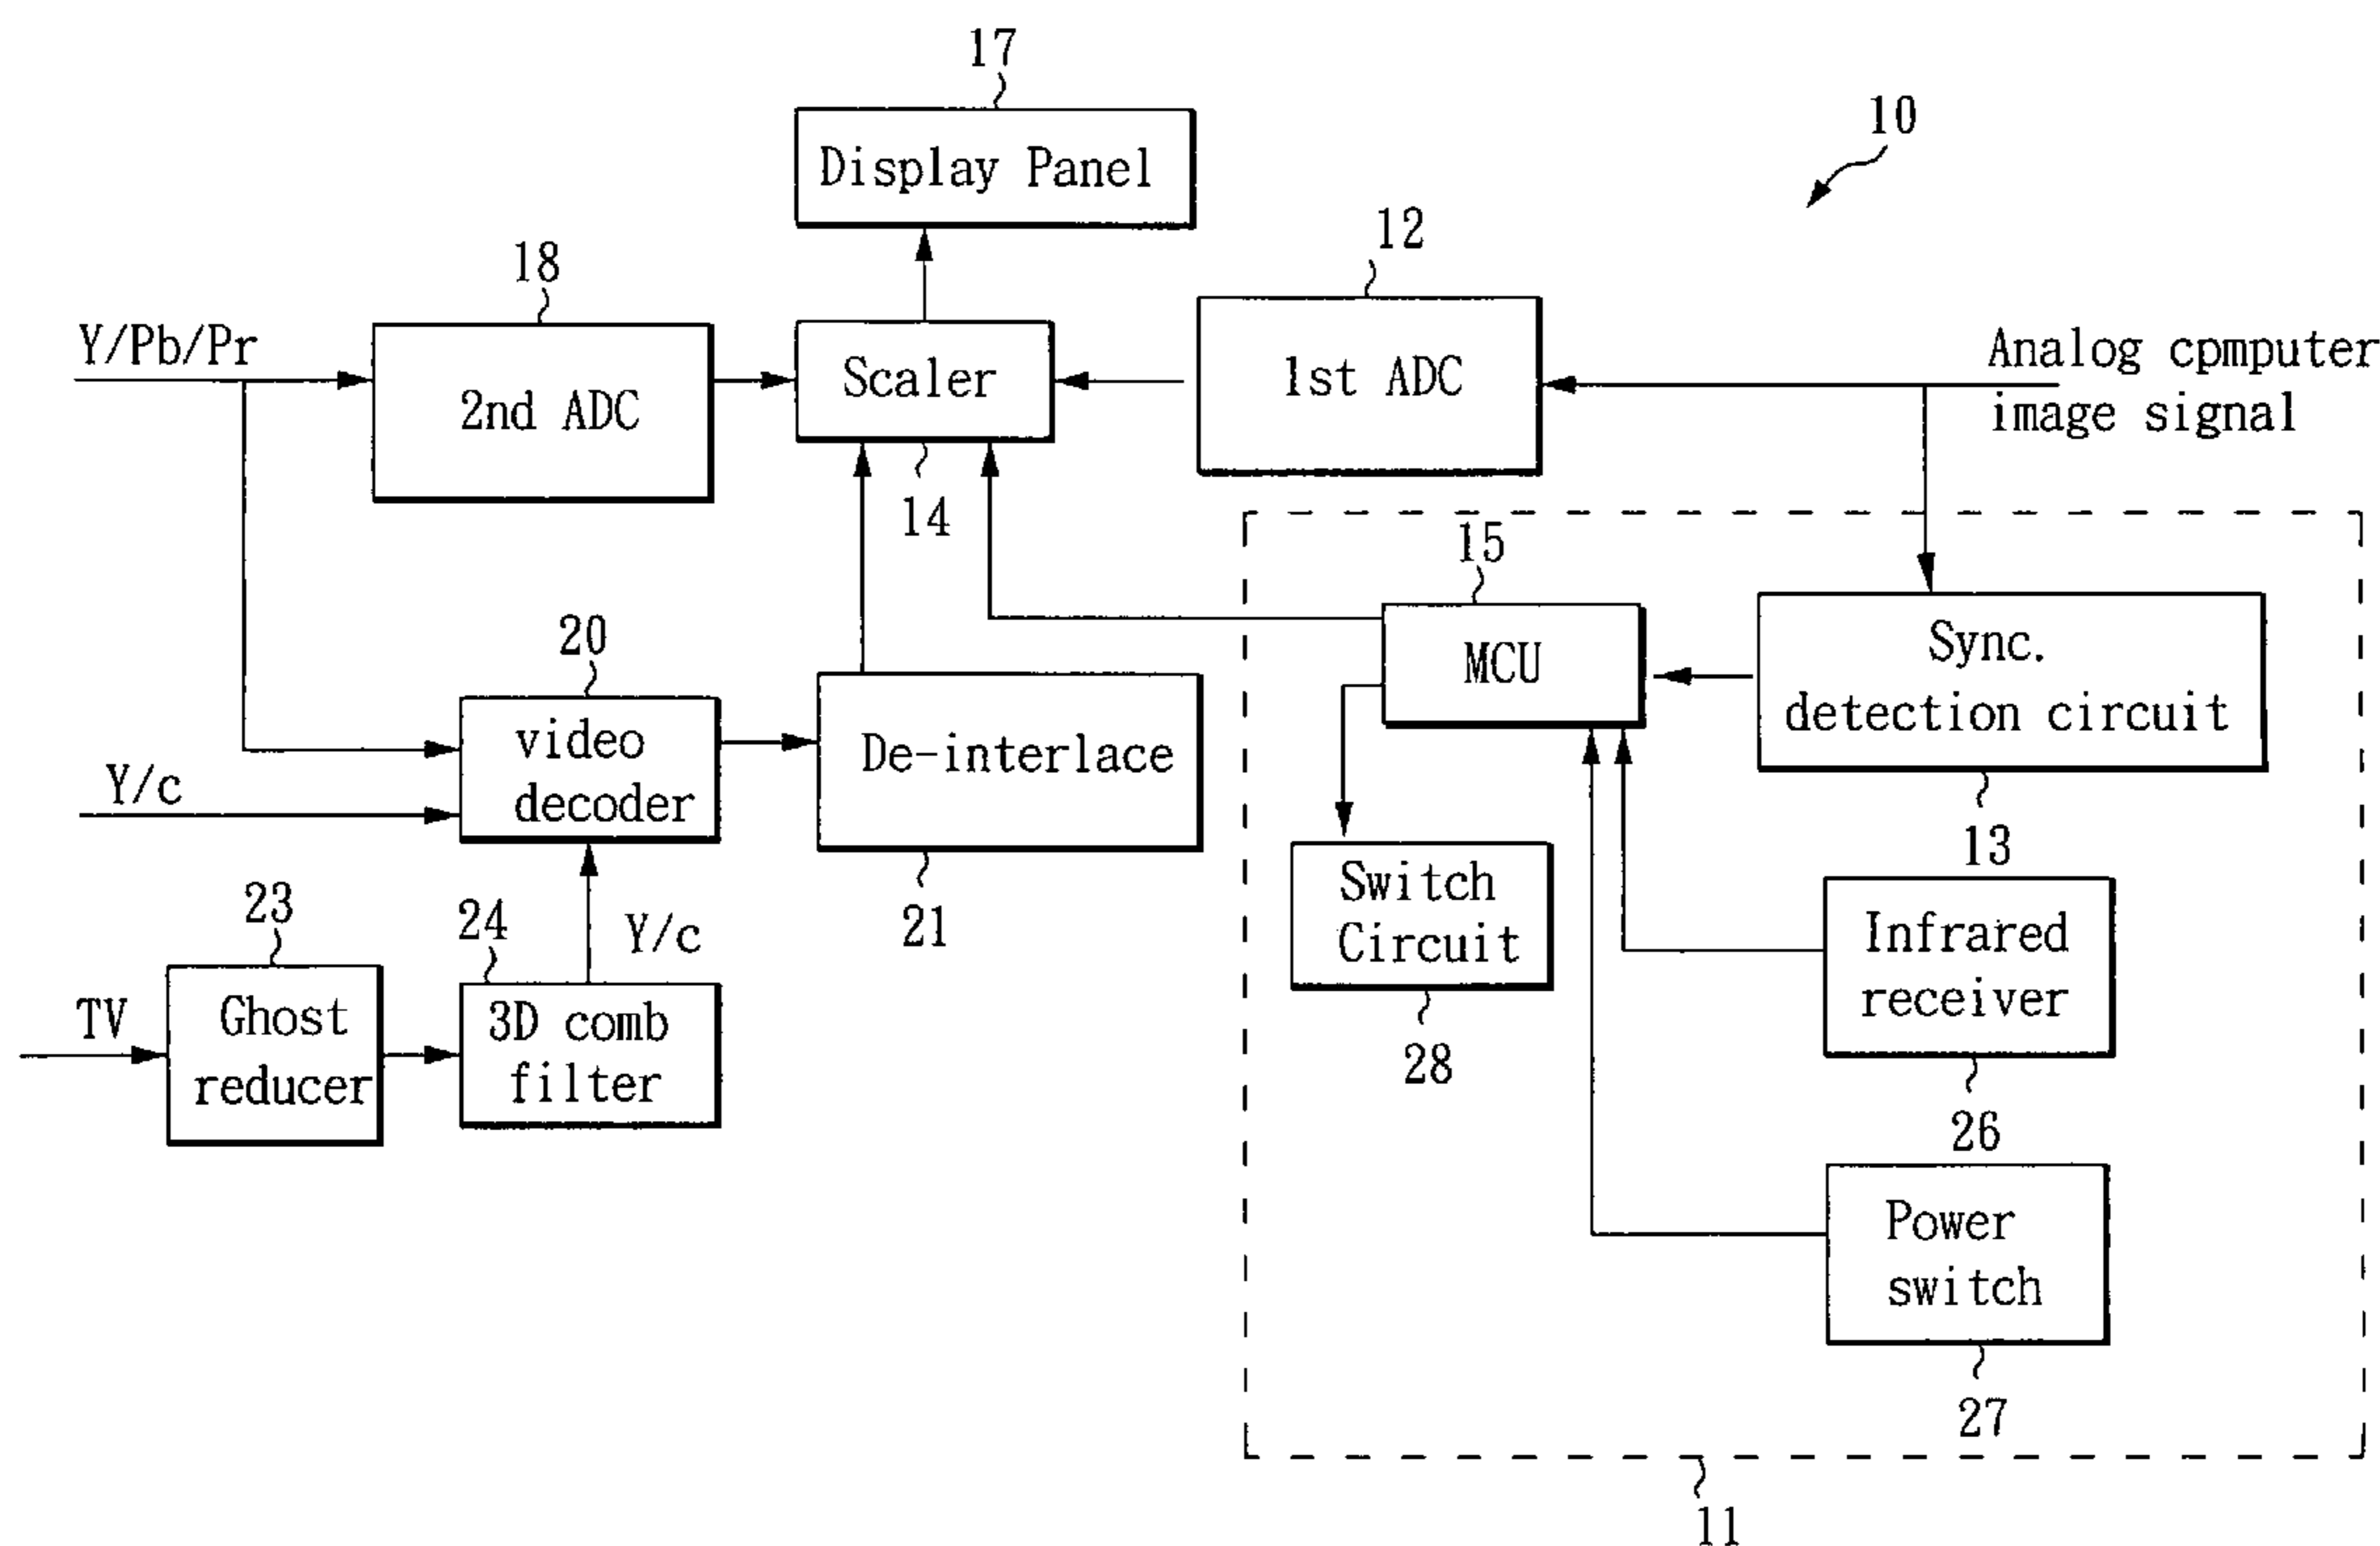 17
Display Panel
10
18
12
Y/Pb/Pr
2nd ADC
Scaler
1st ADC
Analog cpmputer
image signal
14
15
MCU
Sync.
detection circuit
13
20
video
decoder
De-interlace
21
Y/c
Y/c
23
24
TV
Ghost
reducer
3D comb
filter
Switch
Circuit
28
Infrared
receiver
26
Power
switch
27
11